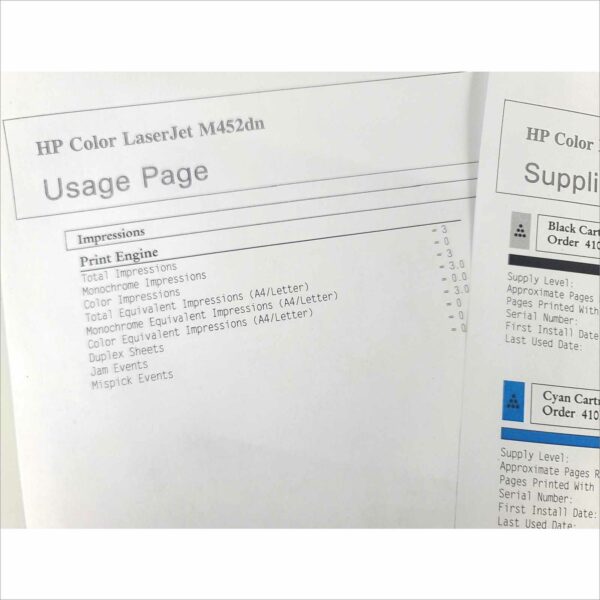 HP Color LaserJet M452dn
Usage Page
Impressions
Print Engine
Total Impressions = 3
Monochrome Impressions = 0
Color Impressions = 3
Total Equivalent Impressions (A4/Letter) = 3.0
Monochrome Equivalent Impressions (A4/Letter) = 0.0
Color Equivalent Impressions (A4/Letter) = 3.0
Duplex Sheets = 0
Jam Events = 0
Mispick Events = 0
HP Color
Suppli
Black Cart
Order 410
Supply Level:
Approximate Pages
Pages Printed With
Serial Number:
First Install Date:
Last Used Date:
Cyan Cartr
Order 410
Supply Level:
Approximate Pages R
Pages Printed With
Serial Number:
First Install Date:
Last Used Date: